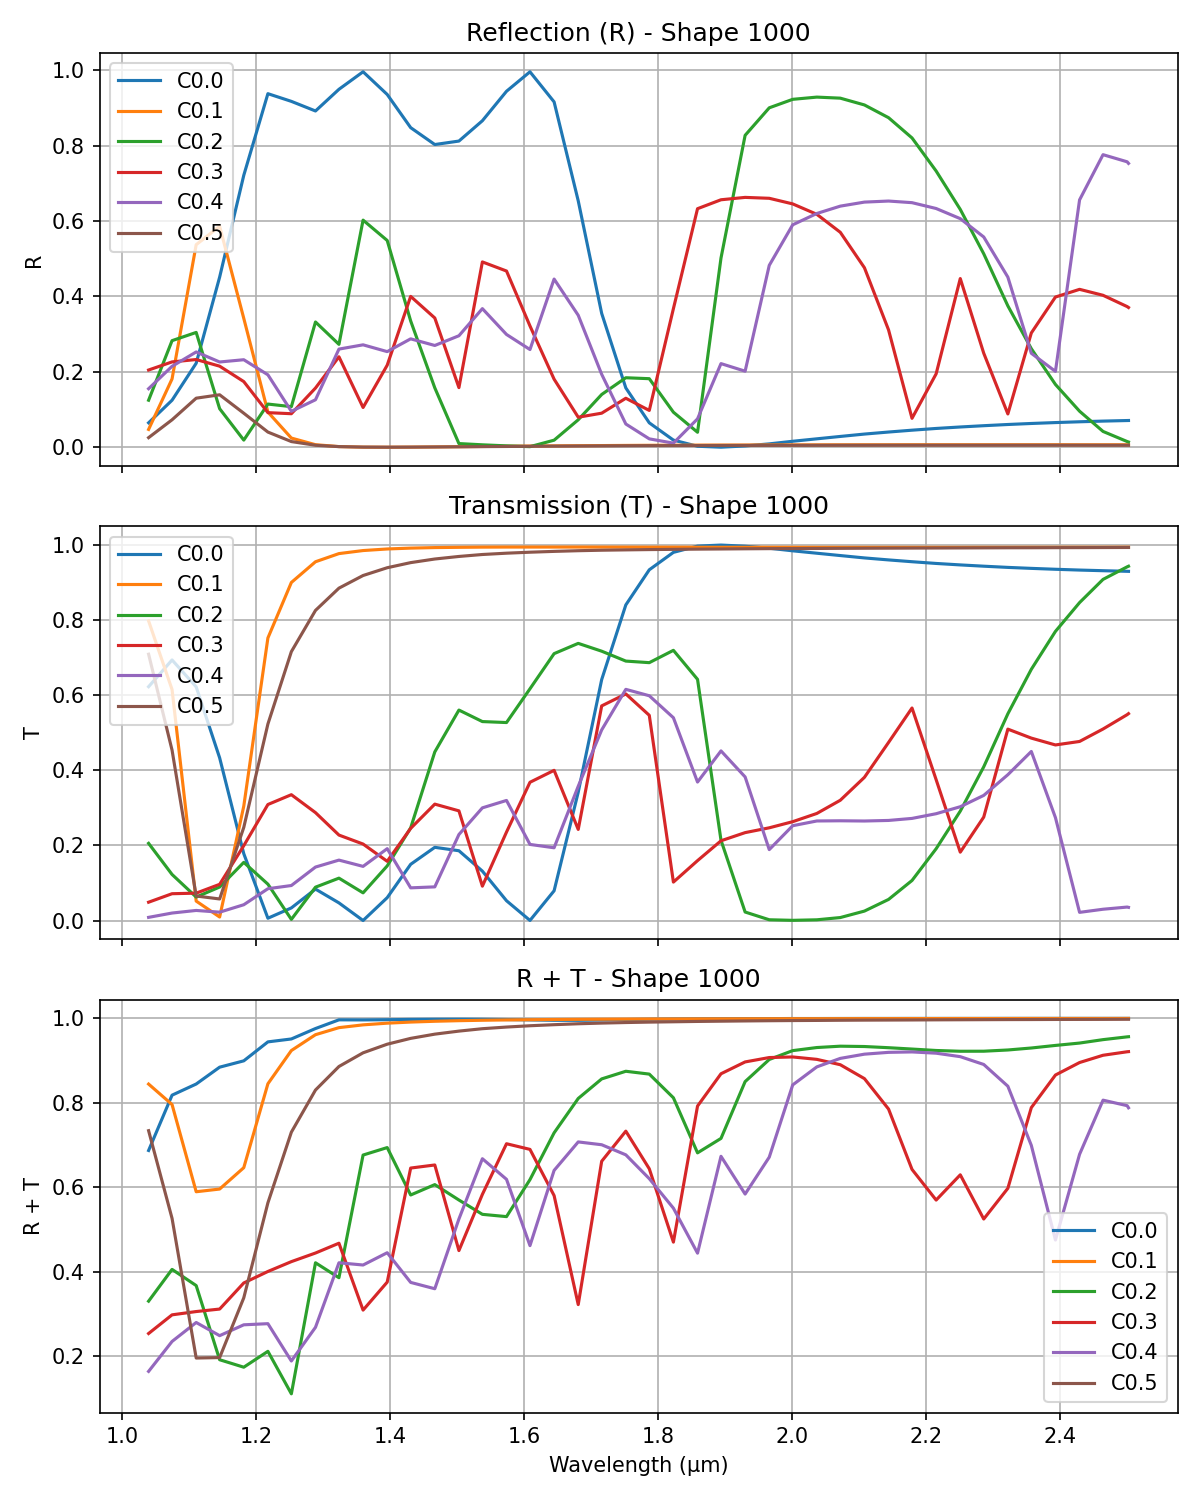 Reflection (R) - Shape 1000
1.0
0.8
0.6
0.4
0.2
0.0
R
C0.0
C0.1
C0.2
C0.3
C0.4
C0.5
Transmission (T) - Shape 1000
1.0
0.8
0.6
0.4
0.2
0.0
T
C0.0
C0.1
C0.2
C0.3
C0.4
C0.5
R + T - Shape 1000
1.0
0.8
0.6
0.4
0.2
R + T
C0.0
C0.1
C0.2
C0.3
C0.4
C0.5
1.0 1.2 1.4 1.6 1.8 2.0 2.2 2.4
Wavelength (µm)